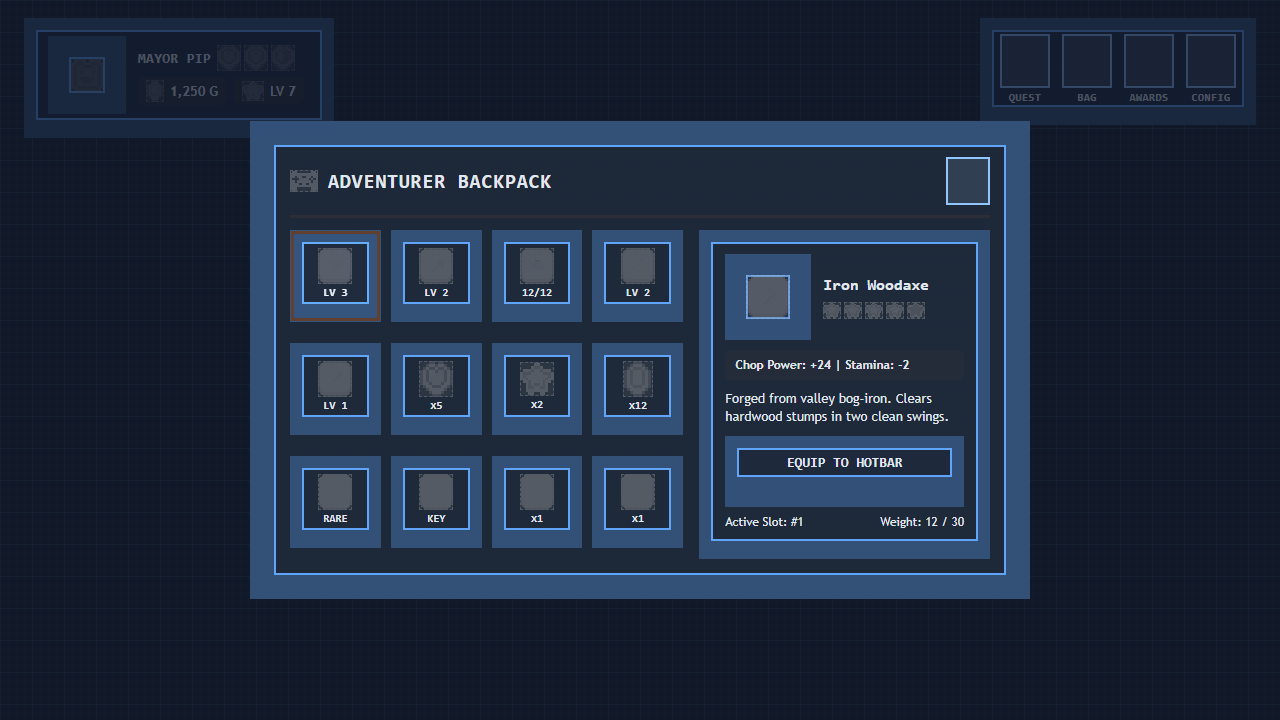 MAYOR PIP
1,250 G
LV 7
QUEST
BAG
AWARDS
CONFIG
ADVENTURER BACKPACK
LV 3
LV 2
12/12
LV 2
LV 1
x5
x2
x12
RARE
KEY
x1
x1
Iron Woodaxe
Chop Power: +24 | Stamina: -2
Forged from valley bog-iron. Clears
hardwood stumps in two clean swings.
EQUIP TO HOTBAR
Active Slot: #1
Weight: 12 / 30